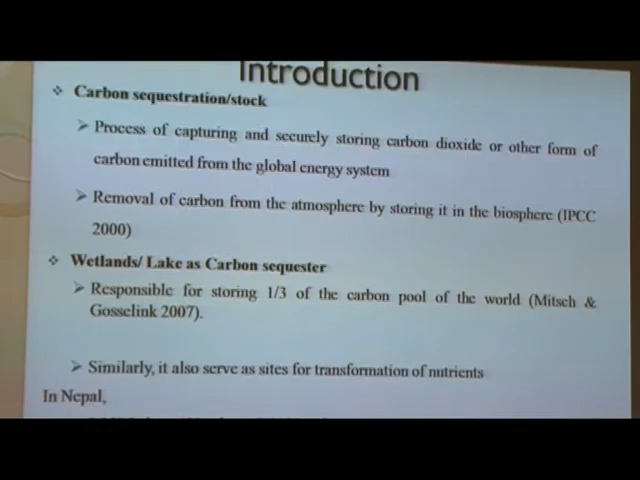 Introduction
❖ Carbon sequestration/stock
➢ Process of capturing and securely storing carbon dioxide or other form of
carbon emitted from the global energy system
➢ Removal of carbon from the atmosphere by storing it in the biosphere (IPCC
2000)
❖ Wetlands/ Lake as Carbon sequester
➢ Responsible for storing 1/3 of the carbon pool of the world (Mitsch &
Gosselink 2007).
➢ Similarly, it also serve as sites for transformation of nutrients
In Nepal,